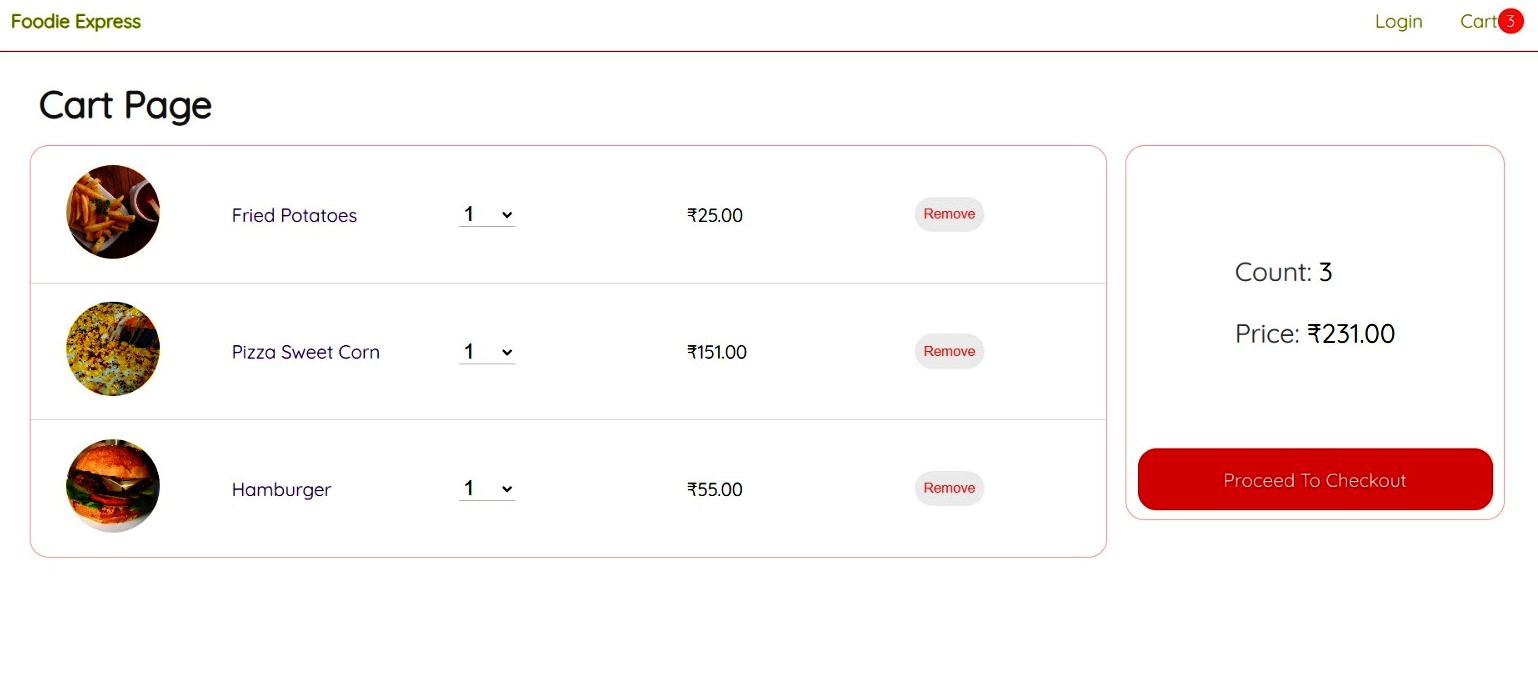 Foodie Express
Login Cart 3
Cart Page
Fried Potatoes 1 ₹25.00 Remove
Pizza Sweet Corn 1 ₹151.00 Remove
Hamburger 1 ₹55.00 Remove
Count: 3
Price: ₹231.00
Proceed To Checkout